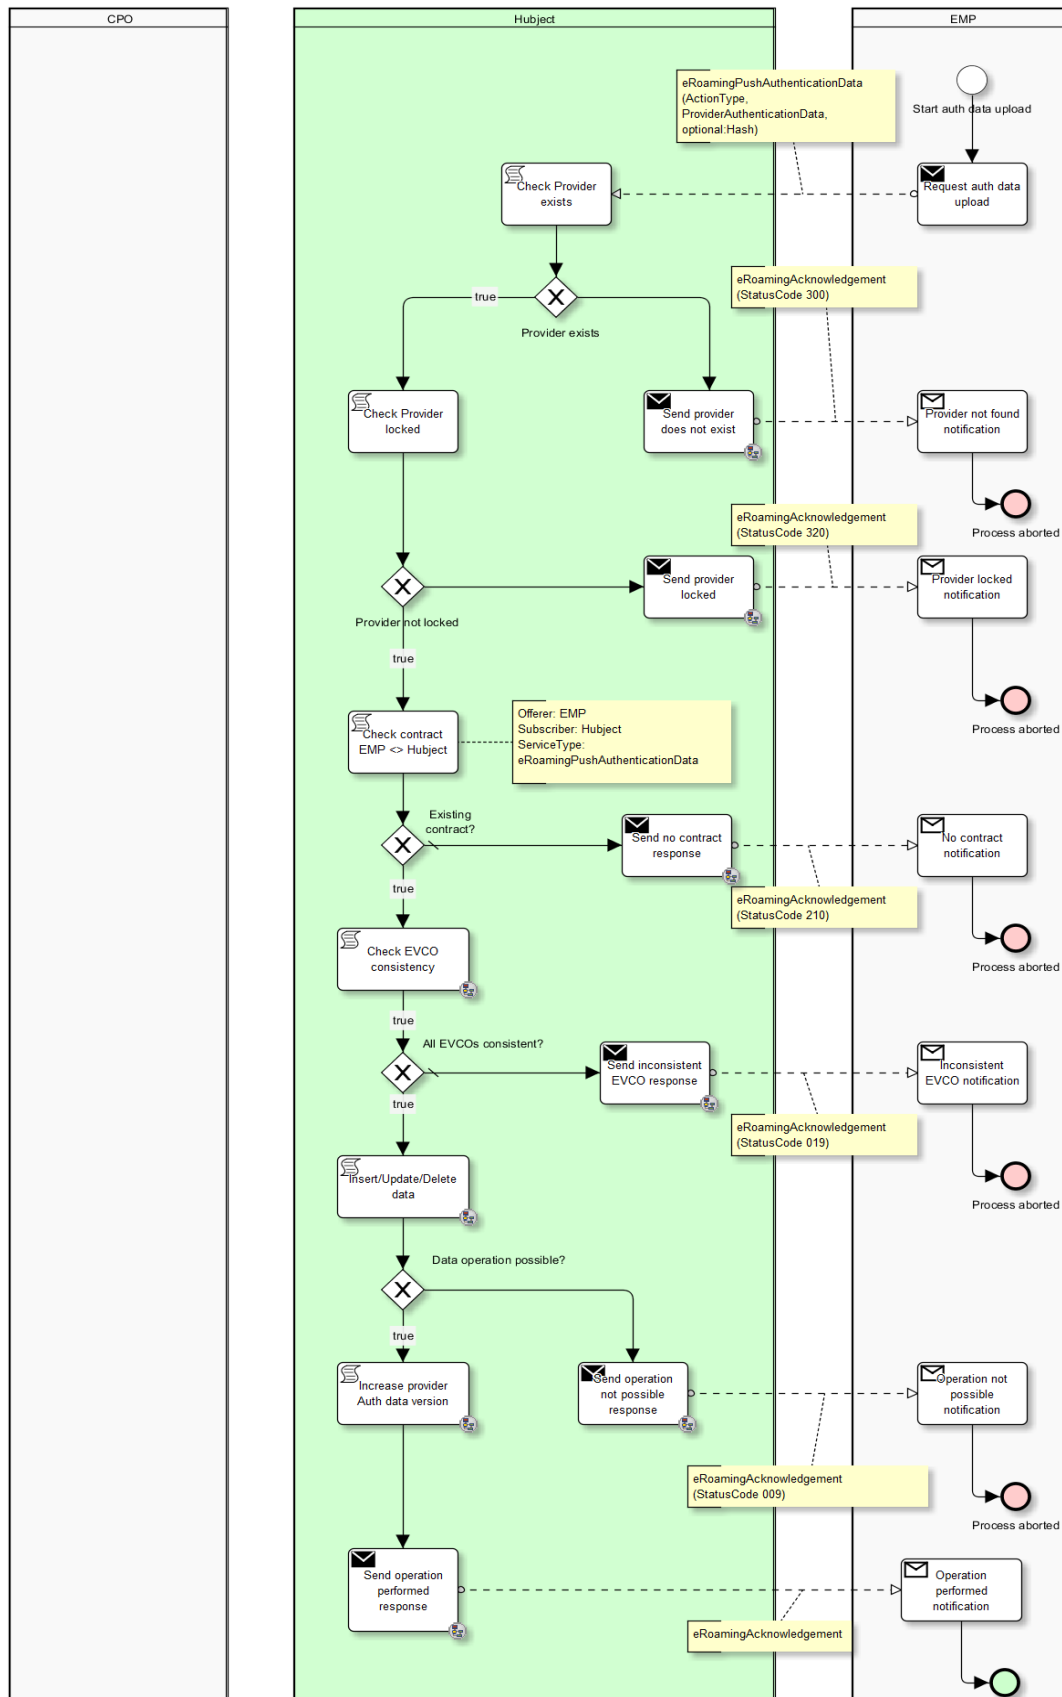 CPO
Hubject
EMP
eRoamingPushAuthenticationData
(ActionType,
ProviderAuthenticationData,
optional:Hash)
Start auth data upload
Check Provider
exists
Request auth data
upload
eRoamingAcknowledgement
(StatusCode 300)
true
Provider exists
Check Provider
locked
Send provider
does not exist
Provider not found
notification
Process aborted
eRoamingAcknowledgement
(StatusCode 320)
Send provider
locked
Provider locked
notification
Provider not locked
true
Process aborted
Check contract
EMP <> Hubject
Offerer: EMP
Subscriber: Hubject
ServiceType:
eRoamingPushAuthenticationData
Existing
contract?
Send no contract
response
No contract
notification
true
eRoamingAcknowledgement
(StatusCode 210)
Check EVCO
consistency
Process aborted
true
All EVCOs consistent?
Send inconsistent
EVCO response
Inconsistent
EVCO notification
true
eRoamingAcknowledgement
(StatusCode 019)
Insert/Update/Delete
data
Process aborted
Data operation possible?
true
Increase provider
Auth data version
Send operation
not possible
response
Operation not
possible
notification
eRoamingAcknowledgement
(StatusCode 009)
Process aborted
Send operation
performed
response
Operation
performed
notification
eRoamingAcknowledgement